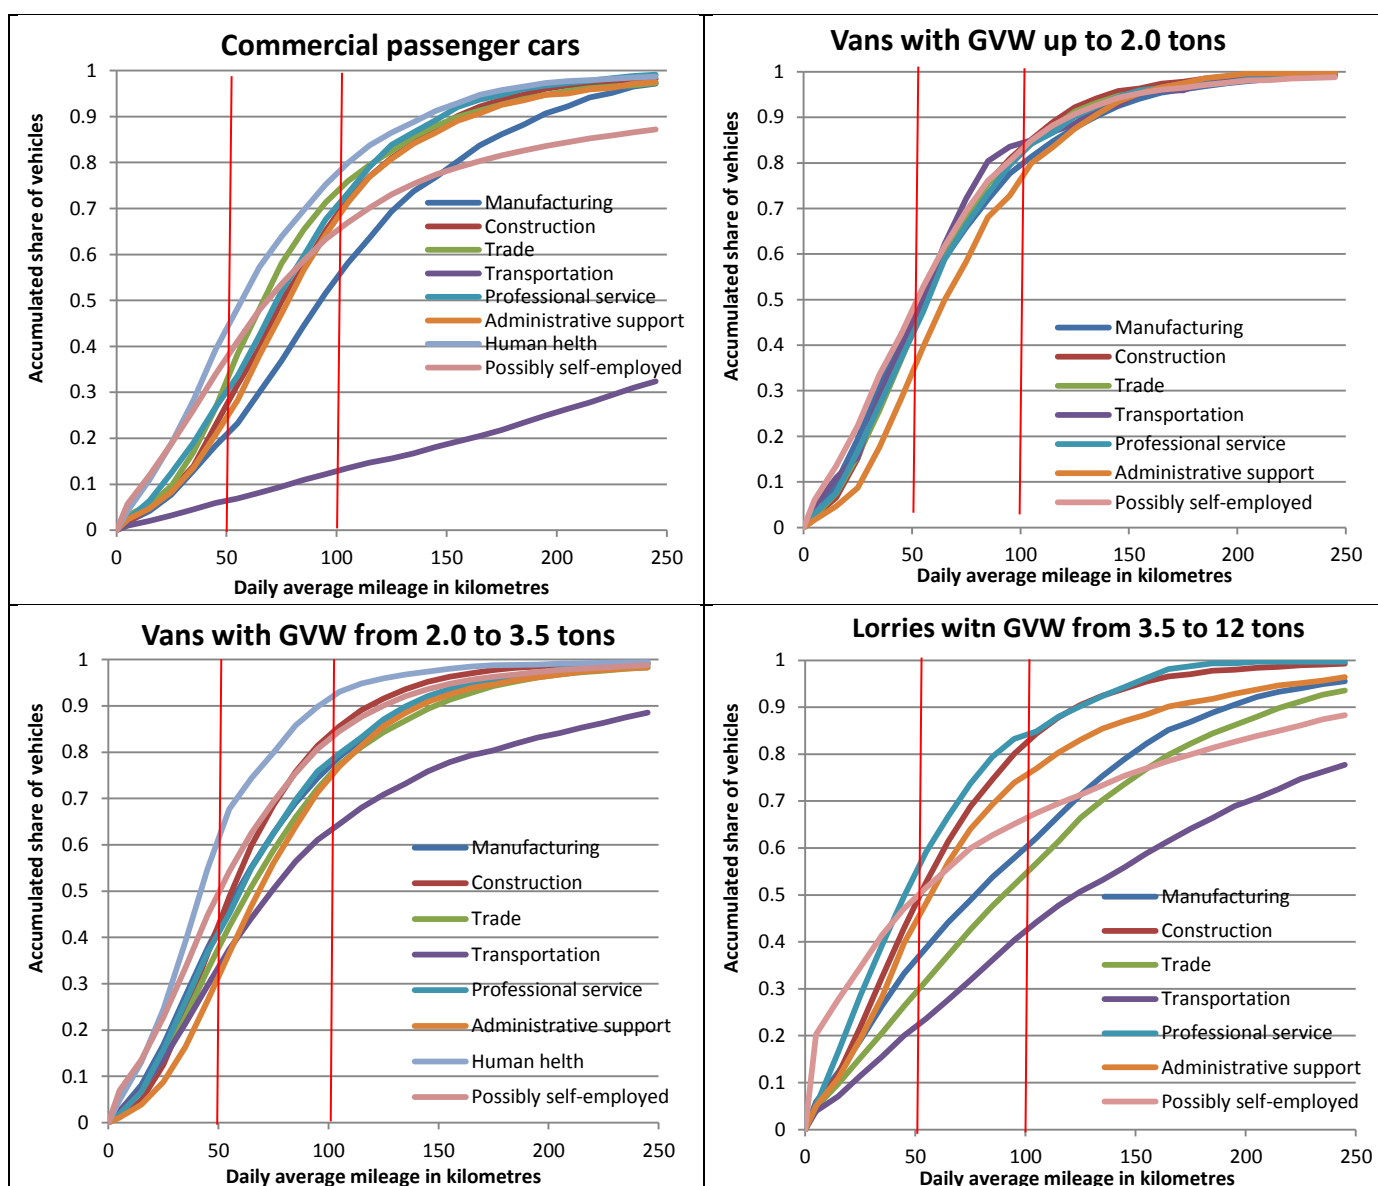 Commercial passenger cars
Accumulated share of vehicles
1
0.9
0.8
0.7
0.6
0.5
0.4
0.3
0.2
0.1
0
Manufacturing
Construction
Trade
Transportation
Professional service
Administrative support
Human helth
Possibly self-employed
0 50 100 150 200 250
Daily average mileage in kilometres
Vans with GVW up to 2.0 tons
Accumulated share of vehicles
1
0.9
0.8
0.7
0.6
0.5
0.4
0.3
0.2
0.1
0
Manufacturing
Construction
Trade
Transportation
Professional service
Administrative support
Possibly self-employed
0 50 100 150 200 250
Daily average mileage in kilometres
Vans with GVW from 2.0 to 3.5 tons
Accumulated share of vehicles
1
0.9
0.8
0.7
0.6
0.5
0.4
0.3
0.2
0.1
0
Manufacturing
Construction
Trade
Transportation
Professional service
Administrative support
Human helth
Possibly self-employed
0 50 100 150 200 250
Daily average mileage in kilometres
Lorries witn GVW from 3.5 to 12 tons
Accumulated share of vehicles
1
0.9
0.8
0.7
0.6
0.5
0.4
0.3
0.2
0.1
0
Manufacturing
Construction
Trade
Transportation
Professional service
Administrative support
Possibly self-employed
0 50 100 150 200 250
Daily average mileage in kilometres